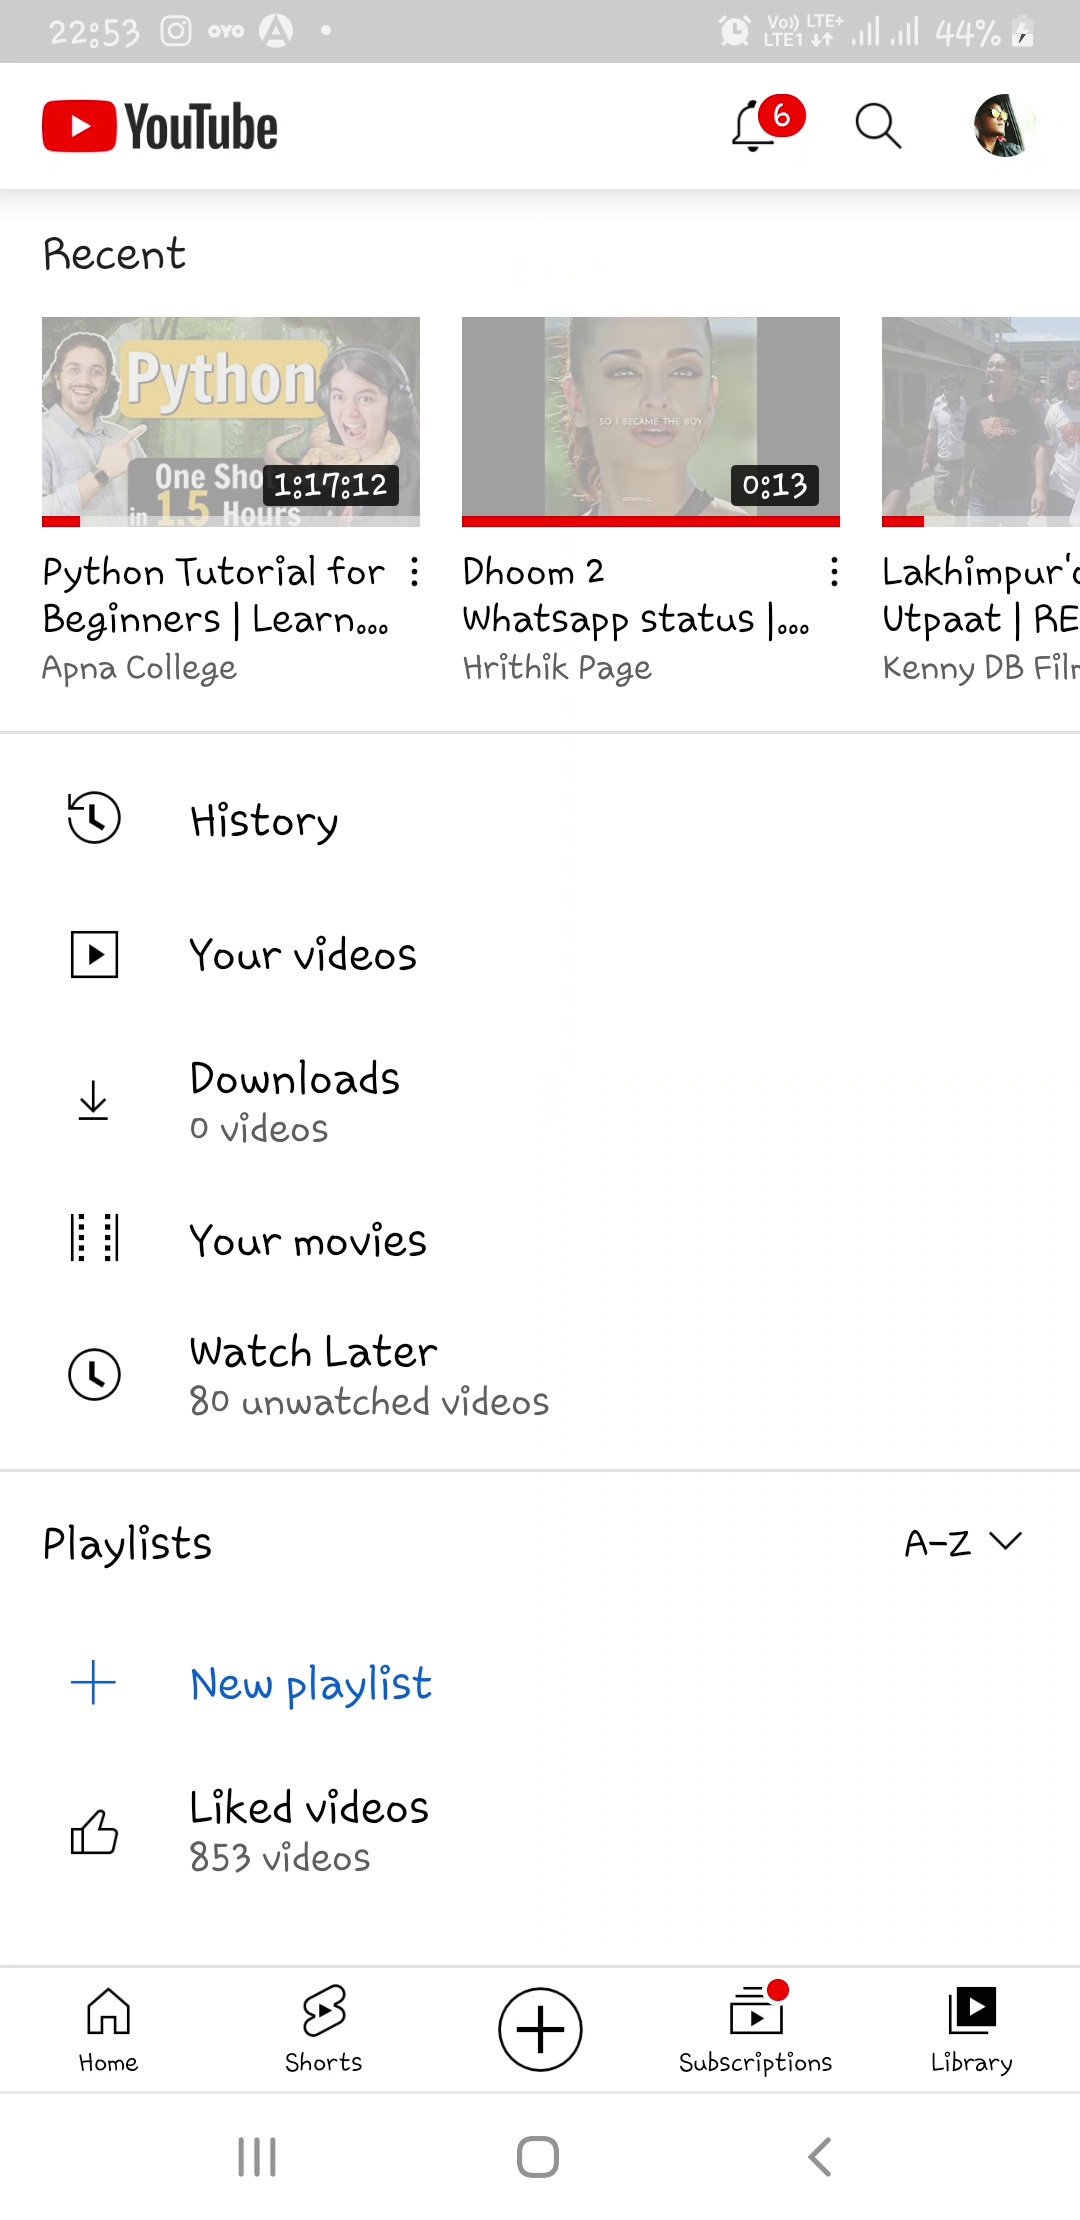 22:53 OYO Vo)) LTE+ LTE1 44%
YouTube 6
Recent
Python
One Sho
in 1.5 Hours
1:17:12
SO I BECAME THE BOY
0:13
Python Tutorial for
Beginners | Learn...
Apna College
Dhoom 2
Whatsapp status |...
Hrithik Page
Lakhimpur'
Utpaat | RE
Kenny DB Fil
History
Your videos
Downloads
0 videos
Your movies
Watch Later
80 unwatched videos
Playlists A-Z
New playlist
Liked videos
853 videos
Home Shorts Subscriptions Library